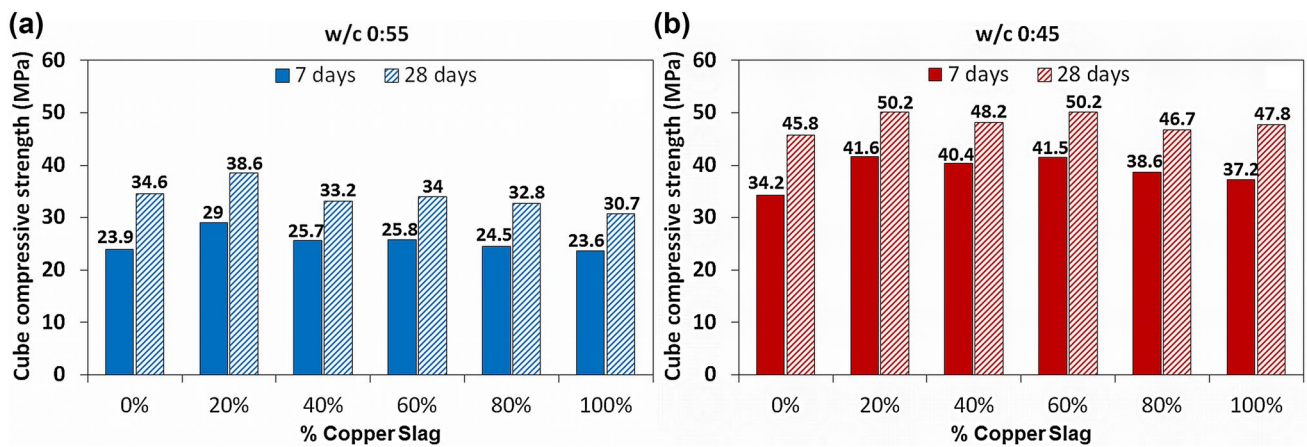 (a)
w/c 0:55
Cube compressive strength (MPa)
60
50
40
30
20
10
0
7 days 28 days
23.9 34.6 29 38.6 25.7 33.2 25.8 34 24.5 32.8 23.6 30.7
0% 20% 40% 60% 80% 100%
% Copper Slag
(b)
w/c 0:45
Cube compressive strength (MPa)
60
50
40
30
20
10
0
7 days 28 days
34.2 45.8 41.6 50.2 40.4 48.2 41.5 50.2 38.6 46.7 37.2 47.8
0% 20% 40% 60% 80% 100%
% Copper Slag